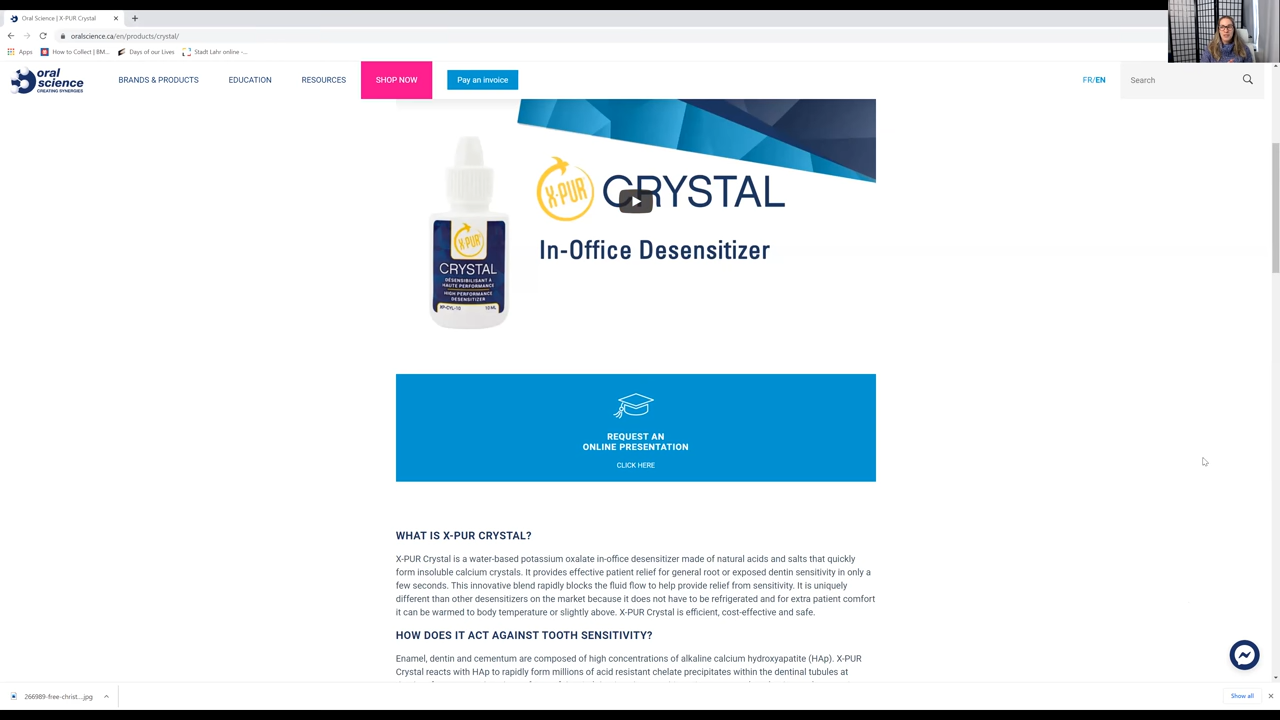 Oral Science | X-PUR Crystal
oralscience.ca/en/products/crystal/
Apps
How to Collect | BM...
Days of our Lives
Stadt Lahr online -...
oral
science
CREATING SYNERGIES
BRANDS & PRODUCTS
EDUCATION
RESOURCES
SHOP NOW
Pay an invoice
FR/EN
Search
X-PUR CRYSTAL
In-Office Desensitizer
X-PUR
CRYSTAL
DÉSENSIBILISANT À
HAUTE PERFORMANCE
HIGH PERFORMANCE
DESENSITIZER
XP-CYL-10
10 ML
REQUEST AN
ONLINE PRESENTATION
CLICK HERE
WHAT IS X-PUR CRYSTAL?
X-PUR Crystal is a water-based potassium oxalate in-office desensitizer made of natural acids and salts that quickly
form insoluble calcium crystals. It provides effective patient relief for general root or exposed dentin sensitivity in only a
few seconds. This innovative blend rapidly blocks the fluid flow to help provide relief from sensitivity. It is uniquely
different than other desensitizers on the market because it does not have to be refrigerated and for extra patient comfort
it can be warmed to body temperature or slightly above. X-PUR Crystal is efficient, cost-effective and safe.
HOW DOES IT ACT AGAINST TOOTH SENSITIVITY?
Enamel, dentin and cementum are composed of high concentrations of alkaline calcium hydroxyapatite (HAp). X-PUR
Crystal reacts with HAp to rapidly form millions of acid resistant chelate precipitates within the dentinal tubules at
266989-free-christ....jpg
Show all